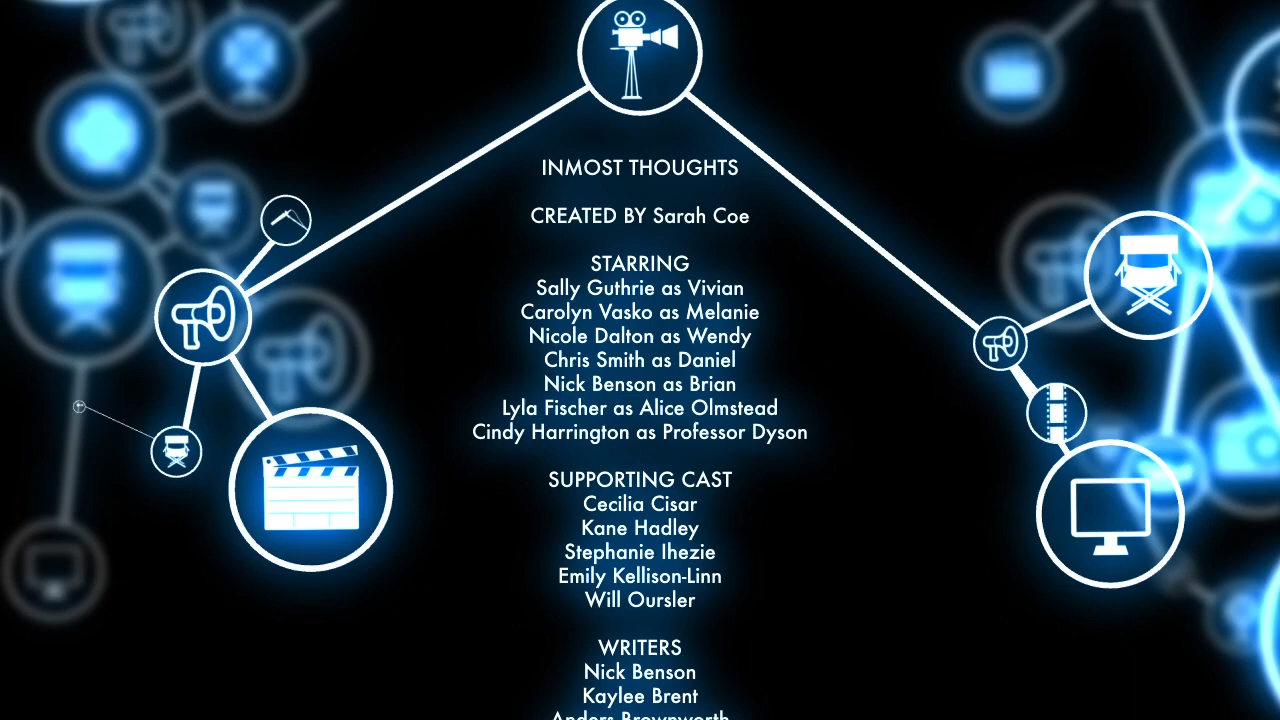 INMOST THOUGHTS
CREATED BY Sarah Coe
STARRING
Sally Guthrie as Vivian
Carolyn Vasko as Melanie
Nicole Dalton as Wendy
Chris Smith as Daniel
Nick Benson as Brian
Lyla Fischer as Alice Olmstead
Cindy Harrington as Professor Dyson
SUPPORTING CAST
Cecilia Cisar
Kane Hadley
Stephanie Ihezie
Emily Kellison-Linn
Will Oursler
WRITERS
Nick Benson
Kaylee Brent
Anders Brownworth